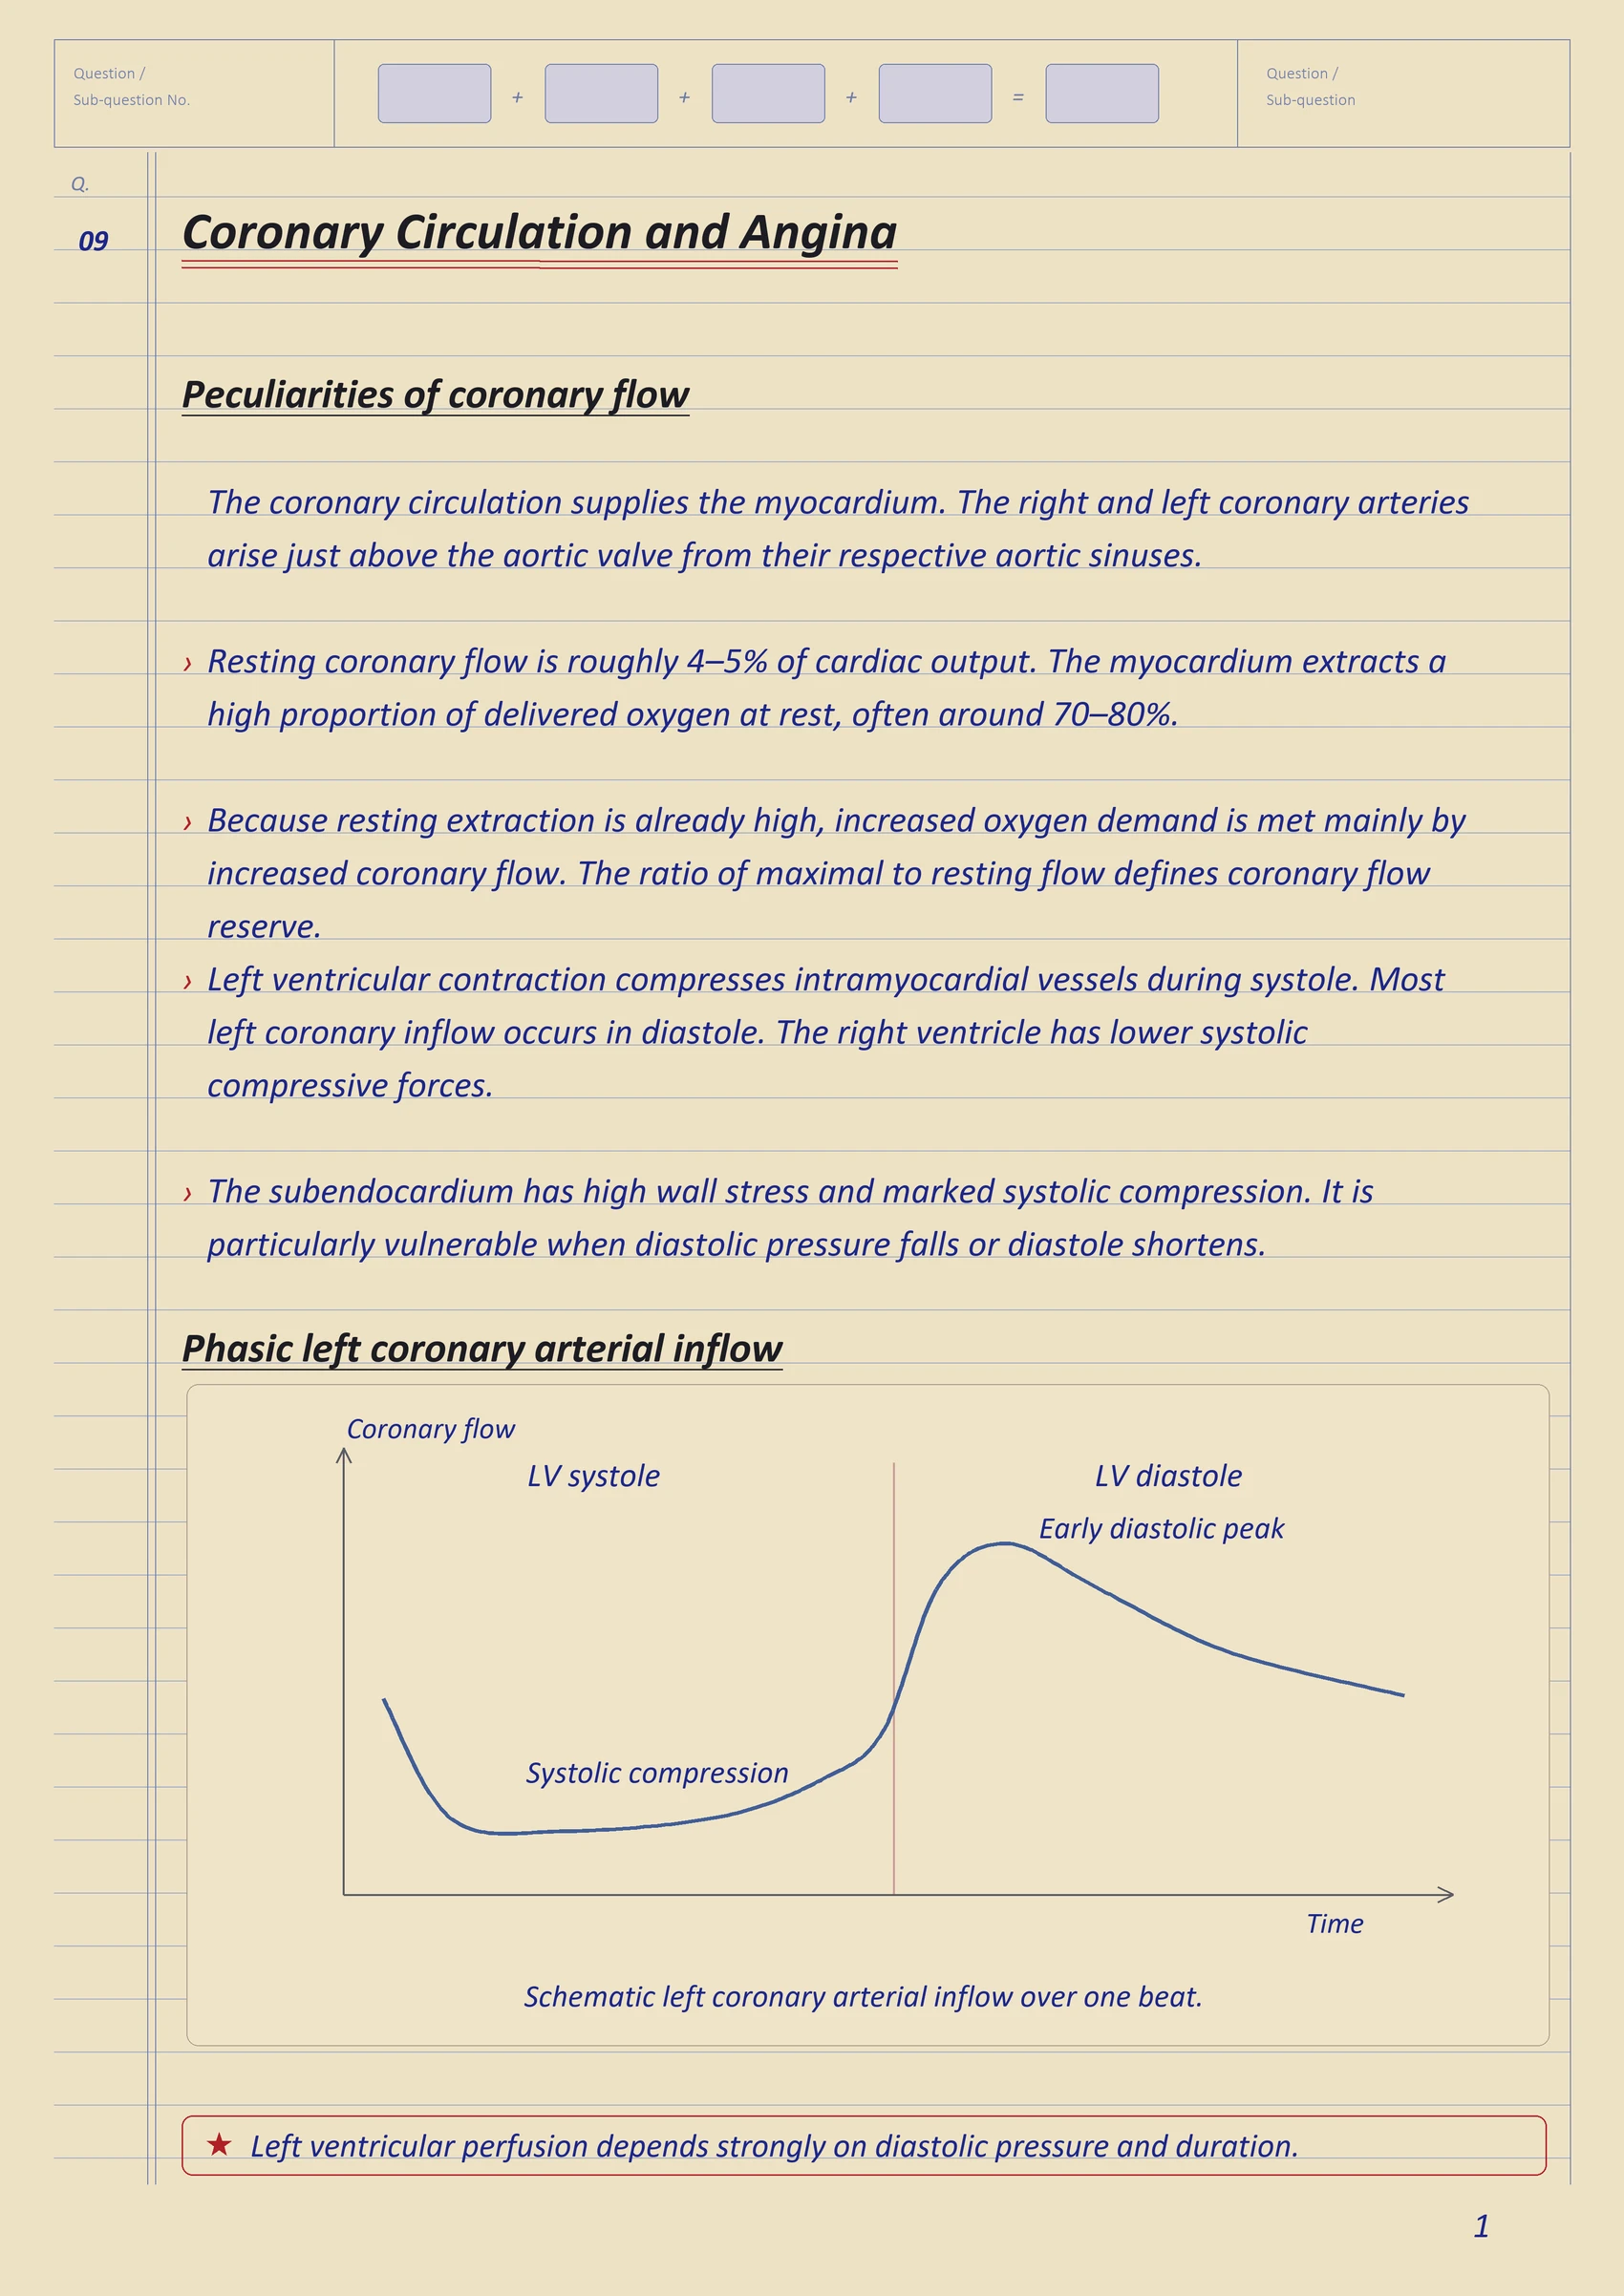 Question /
Sub-question No.
+ + + + =
Question /
Sub-question
Q.
09
Coronary Circulation and Angina
Peculiarities of coronary flow
The coronary circulation supplies the myocardium. The right and left coronary arteries
arise just above the aortic valve from their respective aortic sinuses.
› Resting coronary flow is roughly 4–5% of cardiac output. The myocardium extracts a
high proportion of delivered oxygen at rest, often around 70–80%.
› Because resting extraction is already high, increased oxygen demand is met mainly by
increased coronary flow. The ratio of maximal to resting flow defines coronary flow
reserve.
› Left ventricular contraction compresses intramyocardial vessels during systole. Most
left coronary inflow occurs in diastole. The right ventricle has lower systolic
compressive forces.
› The subendocardium has high wall stress and marked systolic compression. It is
particularly vulnerable when diastolic pressure falls or diastole shortens.
Phasic left coronary arterial inflow
Coronary flow
LV systole
LV diastole
Early diastolic peak
Systolic compression
Time
Schematic left coronary arterial inflow over one beat.
★ Left ventricular perfusion depends strongly on diastolic pressure and duration.
1